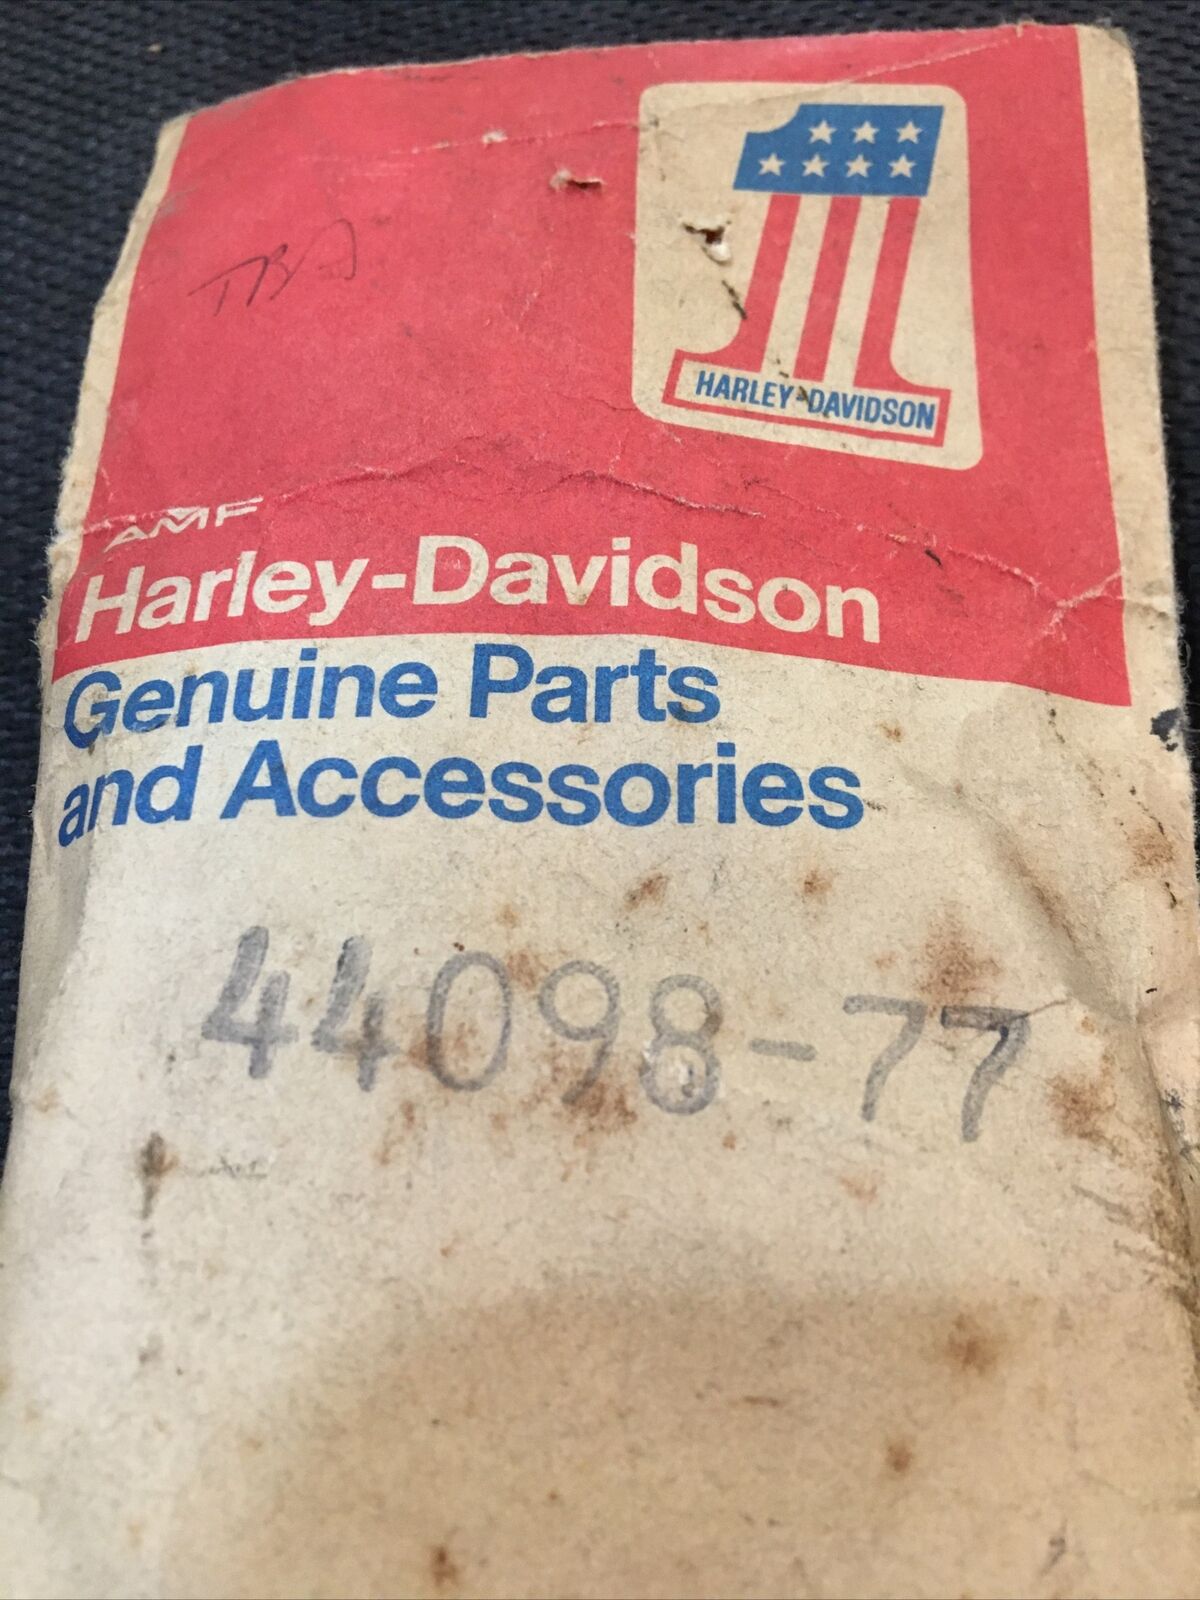 HARLEY-DAVIDSON
AMF
Harley-Davidson
Genuine Parts
and Accessories
44098-77